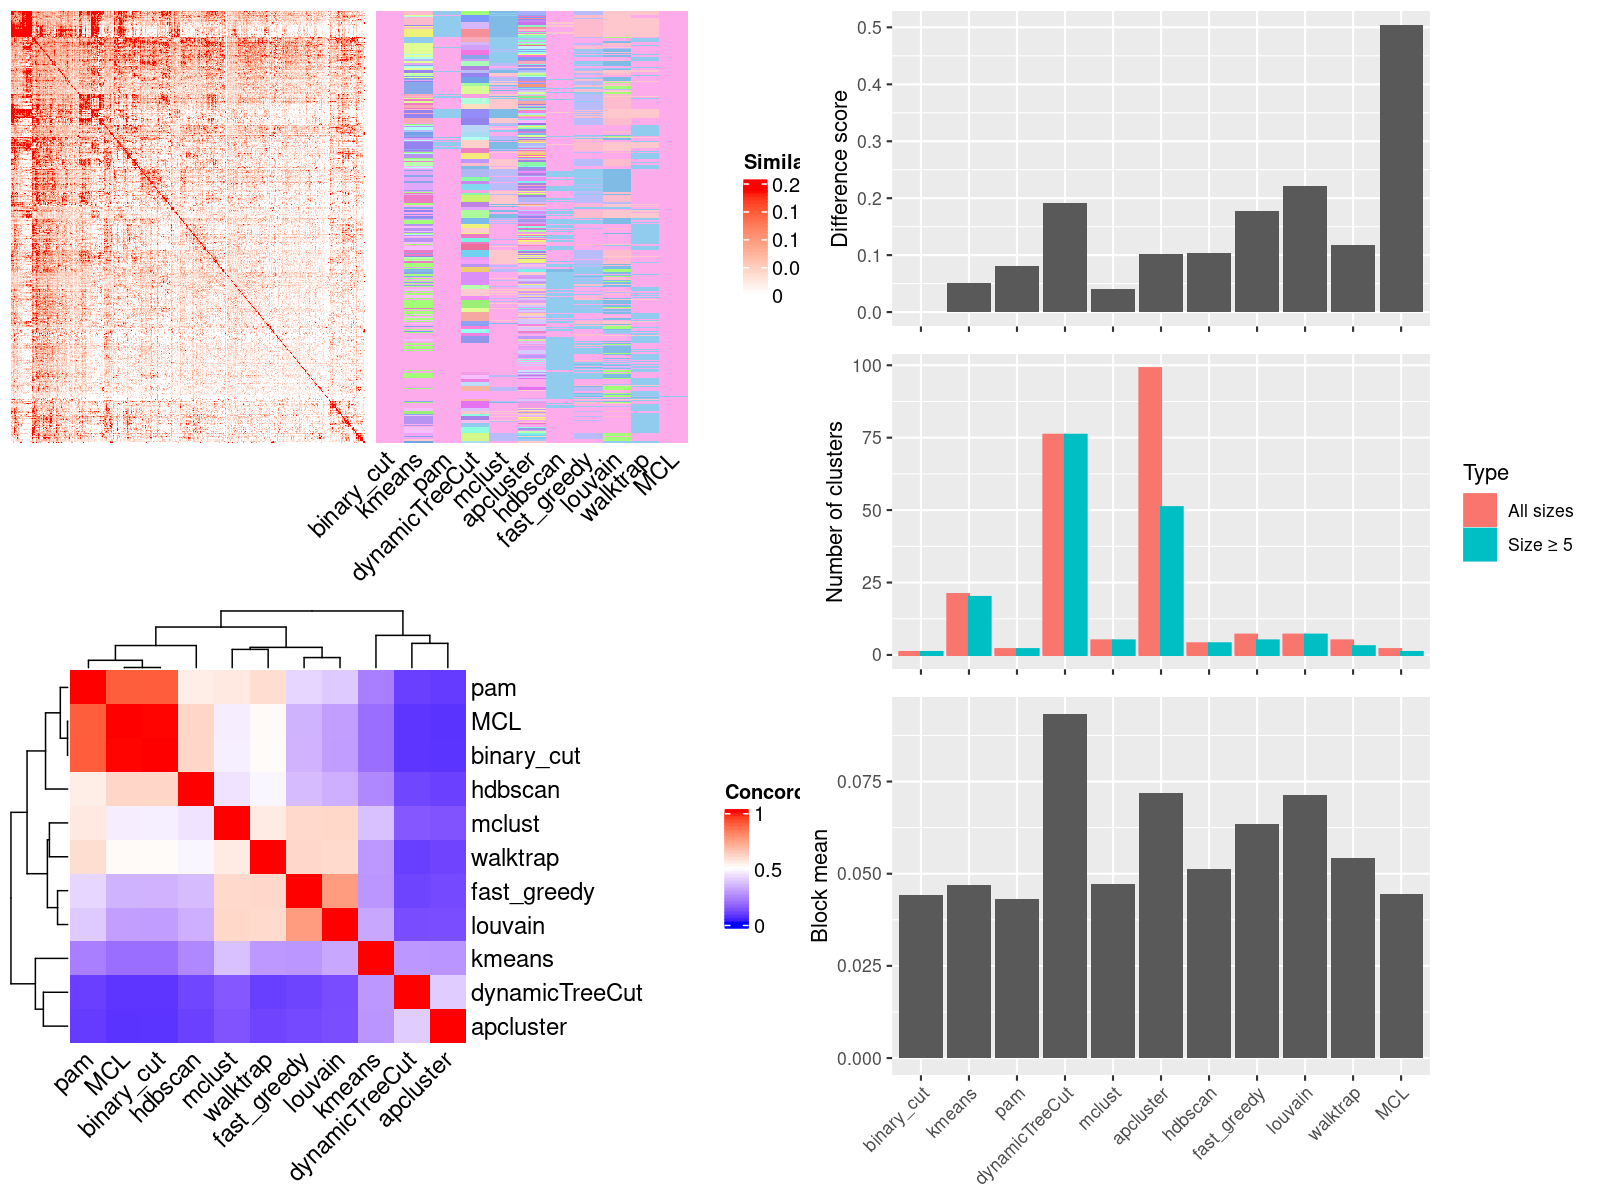 Simila
0.2
0.1
0.1
0.0
0
binary_cut
kmeans
pam
dynamicTreeCut
mclust
apcluster
hdbscan
fast_greedy
louvain
walktrap
MCL
pam
MCL
binary_cut
hdbscan
mclust
walktrap
fast_greedy
louvain
kmeans
dynamicTreeCut
apcluster
pam
MCL
binary_cut
hdbscan
mclust
walktrap
fast_greedy
louvain
kmeans
dynamicTreeCut
apcluster
Concord
1
0.5
0
Difference score
0.5
0.4
0.3
0.2
0.1
0.0
Number of clusters
100
75
50
25
0
Type
All sizes
Size ≥ 5
Block mean
0.075
0.050
0.025
0.000
binary_cut
kmeans
pam
dynamicTreeCut
mclust
apcluster
hdbscan
fast_greedy
louvain
walktrap
MCL